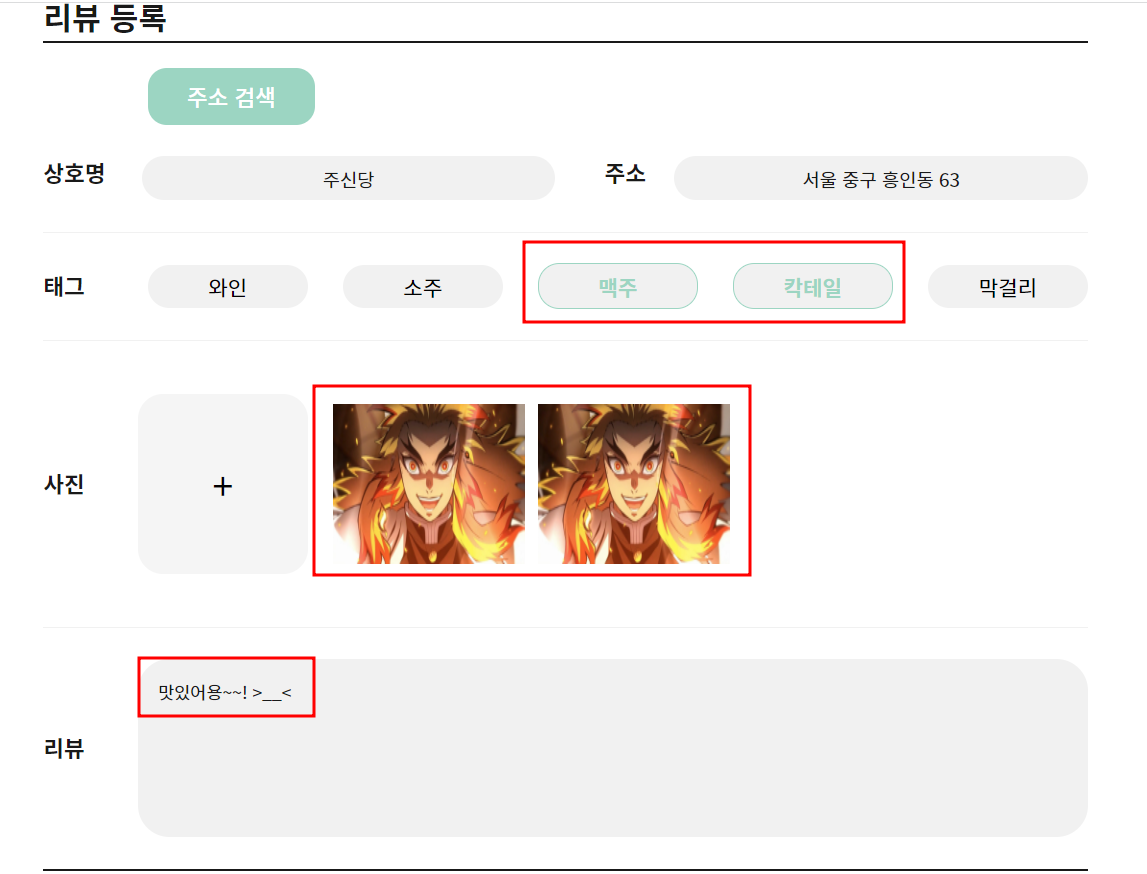 리뷰 등록
주소 검색
상호명 주신당 주소 서울 중구 흥인동 63
태그 와인 소주 맥주 칵테일 막걸리
사진 +
맛있어용~~! >__<
리뷰